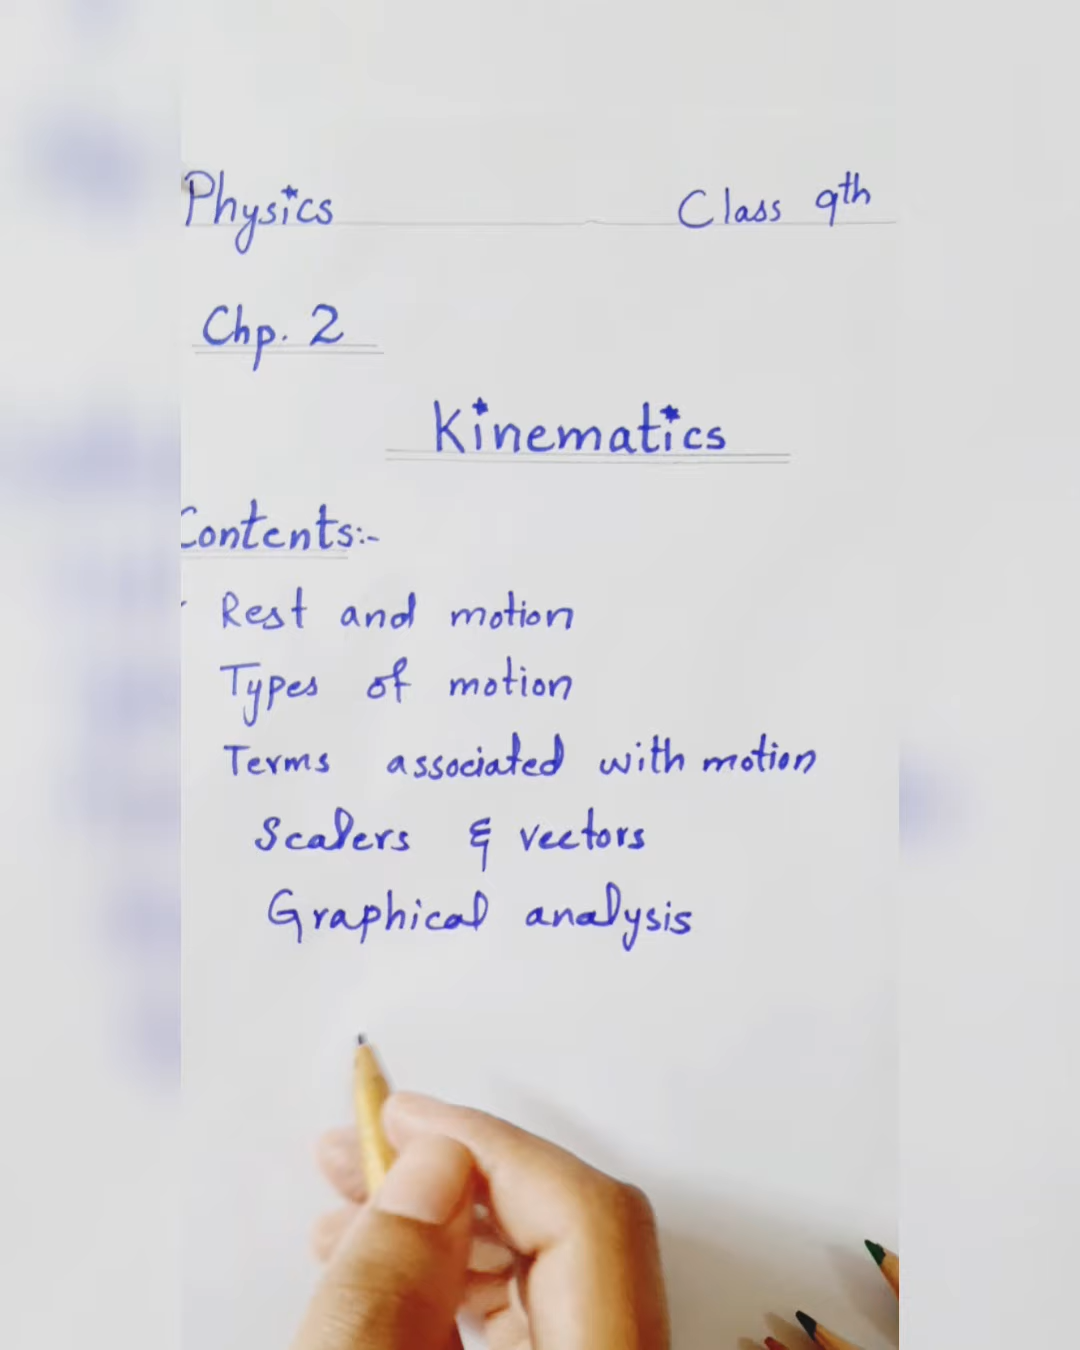 Physics Class 9th
Chp. 2
Kinematics
Contents:-
Rest and motion
Types of motion
Terms associated with motion
Scalers & vectors
Graphical analysis